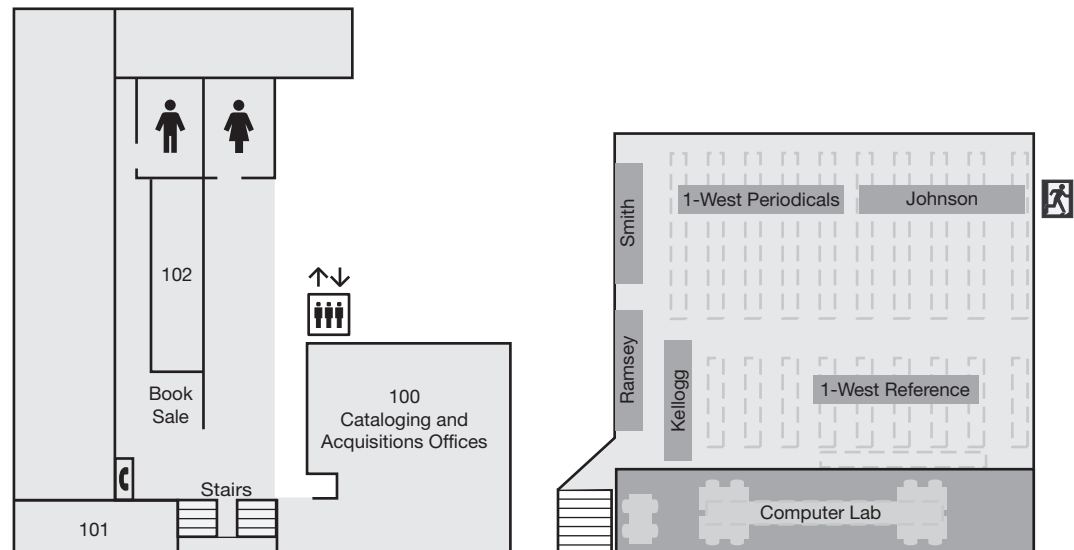 102
Book
Sale
Stairs
101
100
Cataloging and
Acquisitions Offices
Smith
1-West Periodicals
Johnson
Ramsey
Kellogg
1-West Reference
Computer Lab